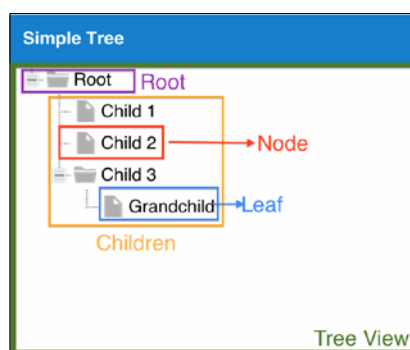 Simple Tree
Root Root
Child 1
Child 2 Node
Child 3
Grandchild Leaf
Children
Tree View